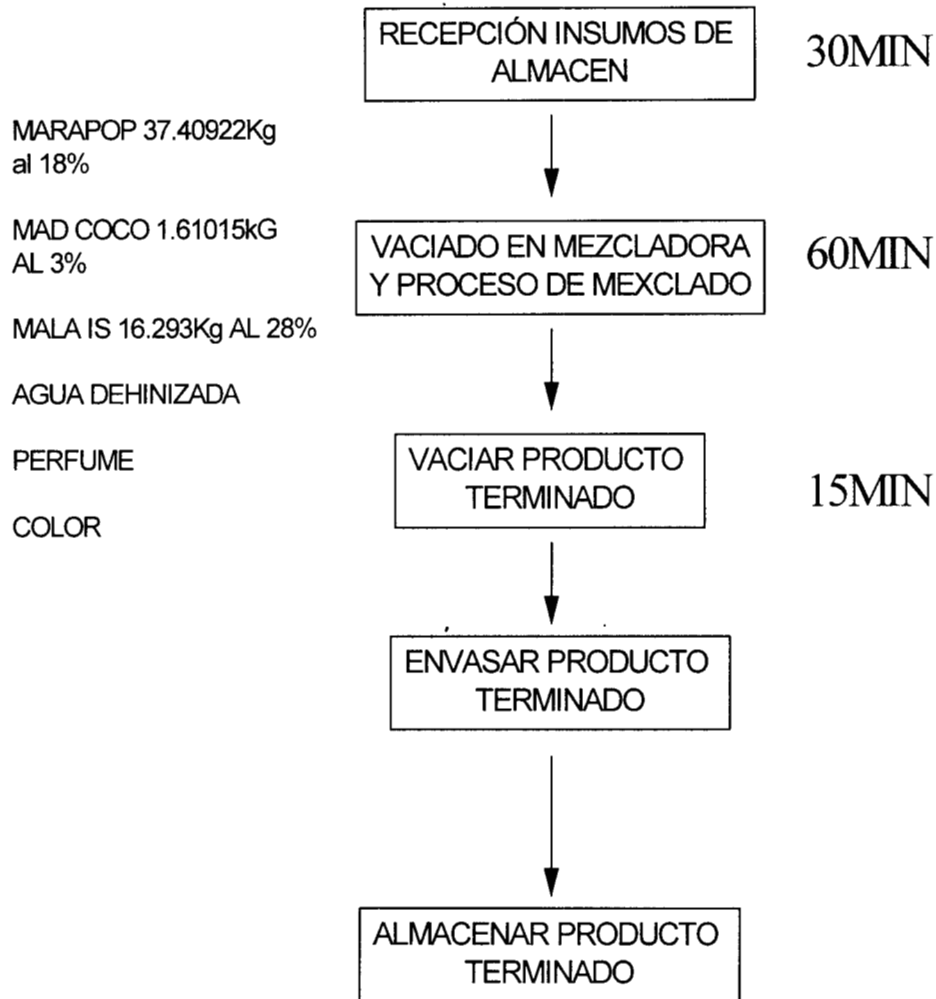 RECEPCIÓN INSUMOS DE
ALMACEN
30MIN
MARAPOP 37.40922Kg
al 18%
MAD COCO 1.61015kG
AL 3%
MALA IS 16.293Kg AL 28%
AGUA DEHINIZADA
PERFUME
COLOR
VACIADO EN MEZCLADORA
Y PROCESO DE MEXCLADO
60MIN
VACIAR PRODUCTO
TERMINADO
15MIN
ENVASAR PRODUCTO
TERMINADO
ALMACENAR PRODUCTO
TERMINADO